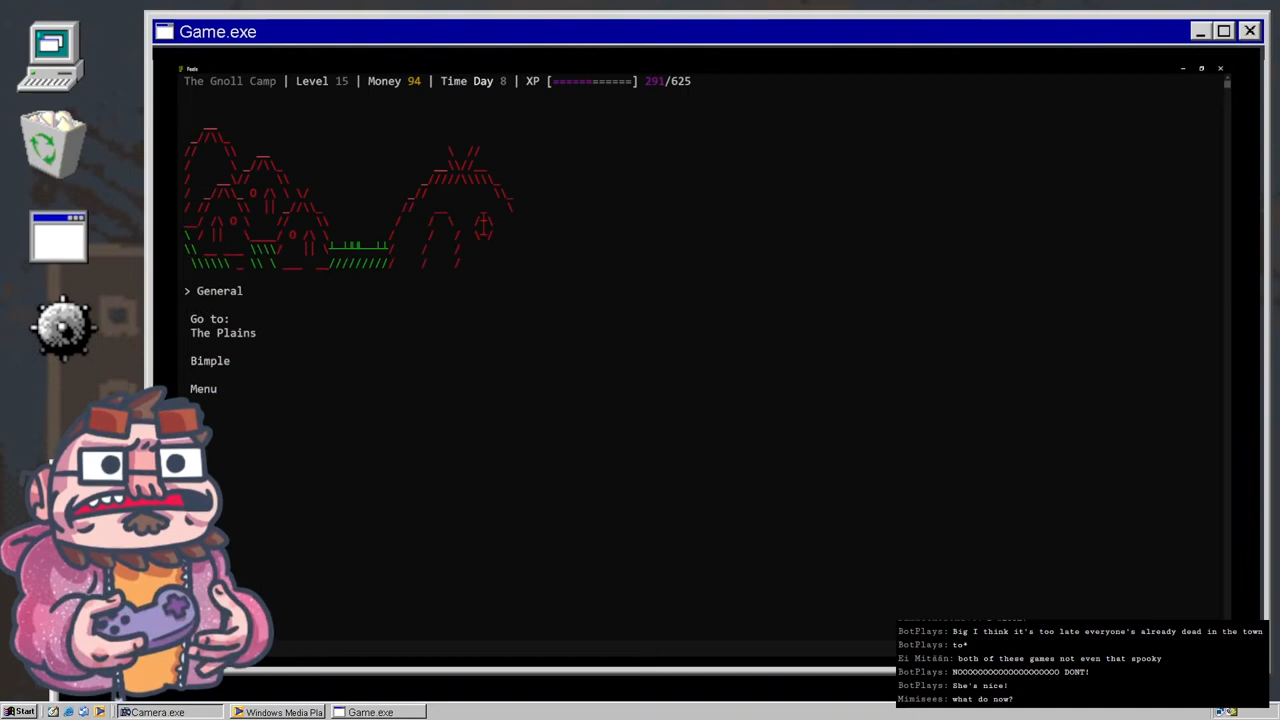 Game.exe
Feele
The Gnoll Camp | Level 15 | Money 94 | Time Day 8 | XP [============] 291/625
> General
Go to:
The Plains
Bimple
Menu
BotPlays: Big I think it's too late everyone's already dead in the town
BotPlays: to*
Ei Mitään: both of these games not even that spooky
BotPlays: NOOOOOOOOOOOOOOOOOOOO DONT!
BotPlays: She's nice!
Mimisees: what do now?
Start
Camera.exe
Windows Media Pla
Game.exe